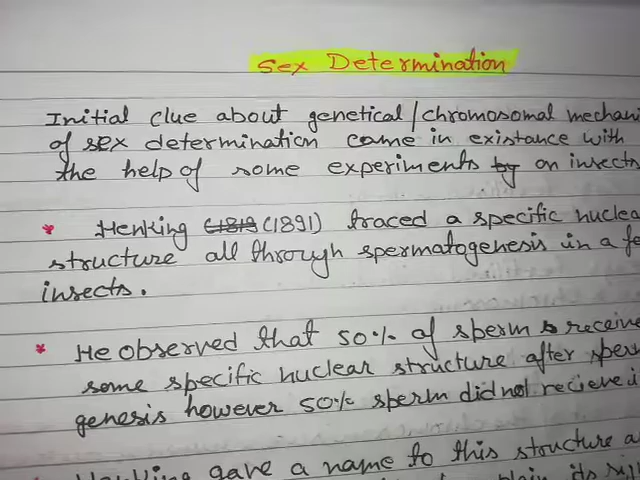 Sex Determination
Initial clue about genetical/chromosomal mechani
of sex determination came in existance with
the help of some experiments by on insects
* Henking (1819 (1891) traced a specific nuclea
structure all through spermatogenesis in a fe
insects.
* He observed that 50% of sperm receive
some specific nuclear structure after sperm
genesis however 50% sperm did not recieve i
gave a name to this structure a